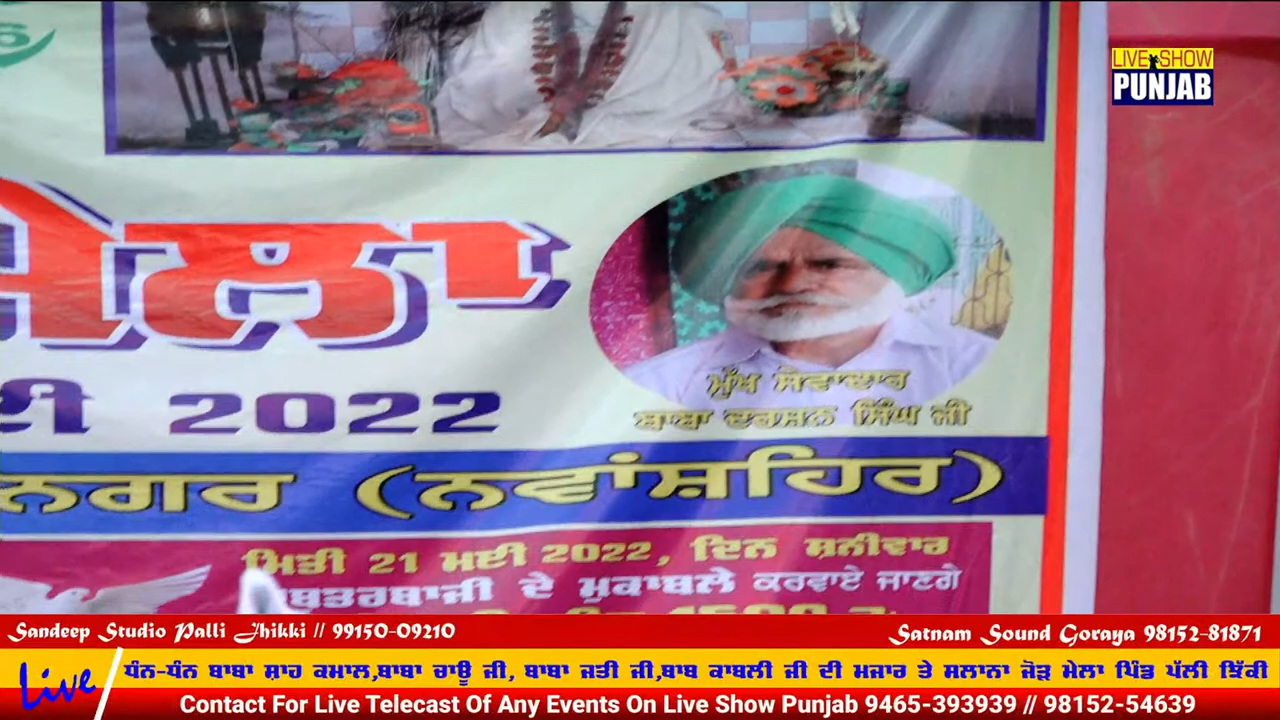 LIVE SHOW
PUNJAB
ਮੇਲਾ
ਮੁੱਖ ਸੇਵਾਦਾਰ
ਬਾਬਾ ਦਰਸ਼ਨ ਸਿੰਘ ਜੀ
2022
ਨਗਰ (ਨਵਾਂਸ਼ਹਿਰ)
ਮਿਤੀ 21 ਮਈ 2022, ਦਿਨ ਸ਼ਨੀਵਾਰ
ਦੇ ਮੁਕਾਬਲੇ ਕਰਵਾਏ ਜਾਣਗੇ
Sandeep Studio Palli Jhikki // 99150-09210
Satnam Sound Goraya 98152-81871
Live
ਧੰਨ-ਧੰਨ ਬਾਬਾ ਸ਼ਾਹ ਕਮਾਲ,ਬਾਬਾ ਚਾਊ ਜੀ, ਬਾਬਾ ਜਤੀ ਜੀ,ਬਾਬ ਕਾਬਲੀ ਜੀ ਦੀ ਮਜਾਰ ਤੇ ਸਲਾਨਾ ਜੋੜ ਮੇਲਾ ਪਿੰਡ ਪੱਲੀ ਝਿੱਕੀ
Contact For Live Telecast Of Any Events On Live Show Punjab 9465-393939 // 98152-54639